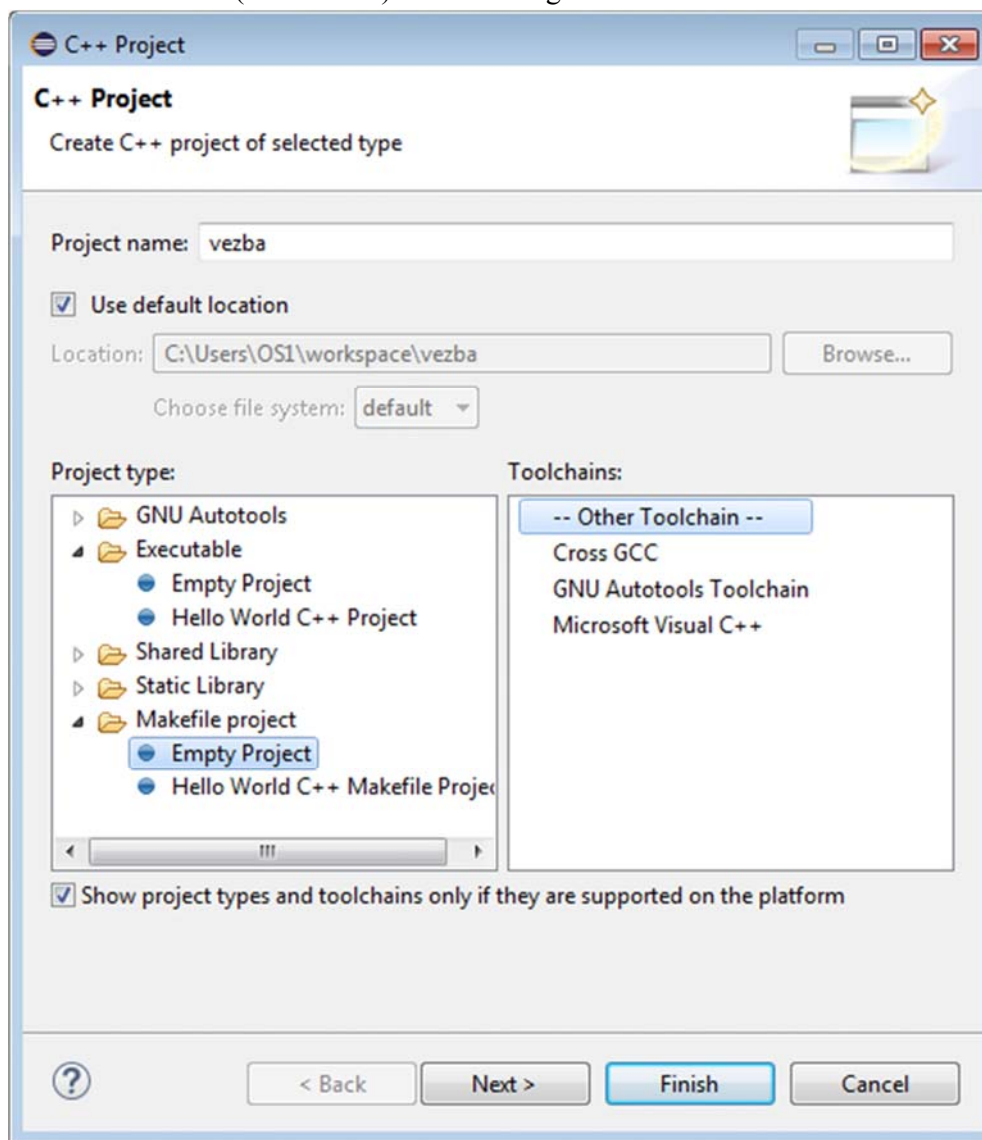 C++ Project
C++ Project
Create C++ project of selected type
Project name: vezba
Use default location
Location: C:\Users\OS1\workspace\vezba Browse...
Choose file system: default
Project type:
GNU Autotools
Executable
Empty Project
Hello World C++ Project
Shared Library
Static Library
Makefile project
Empty Project
Hello World C++ Makefile Projec
Toolchains:
-- Other Toolchain --
Cross GCC
GNU Autotools Toolchain
Microsoft Visual C++
Show project types and toolchains only if they are supported on the platform
? < Back Next > Finish Cancel